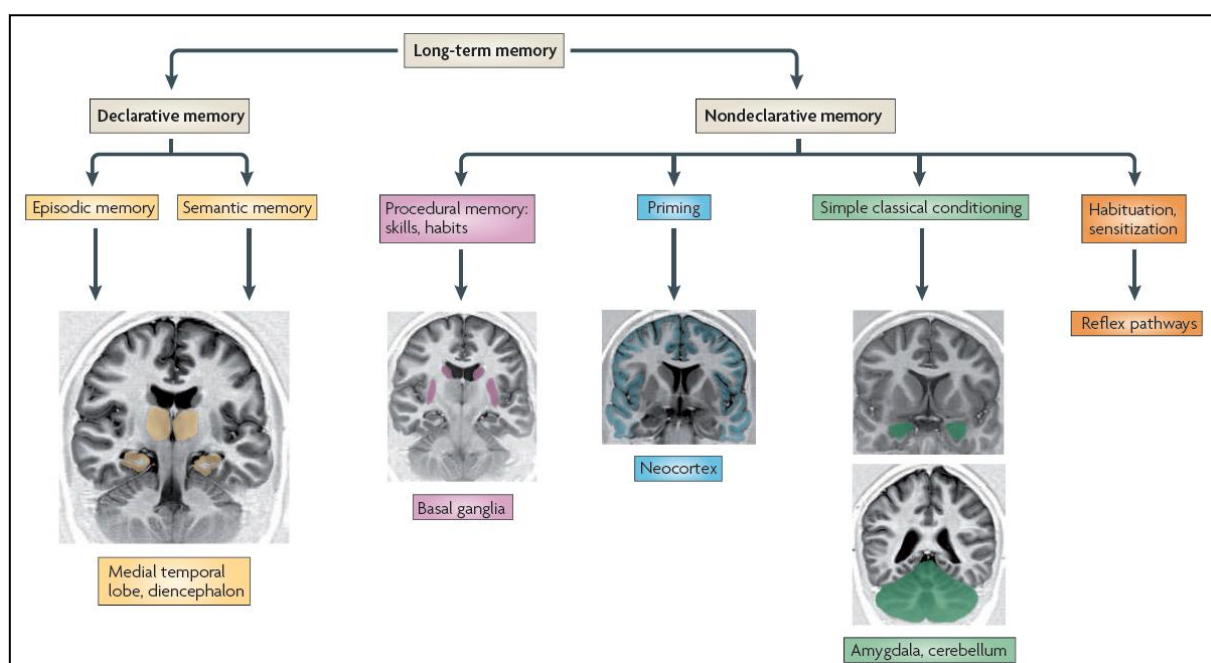 Long-term memory
Declarative memory
Nondeclarative memory
Episodic memory
Semantic memory
Procedural memory:
skills, habits
Priming
Simple classical conditioning
Habituation,
sensitization
Reflex pathways
Neocortex
Basal ganglia
Medial temporal
lobe, diencephalon
Amygdala, cerebellum